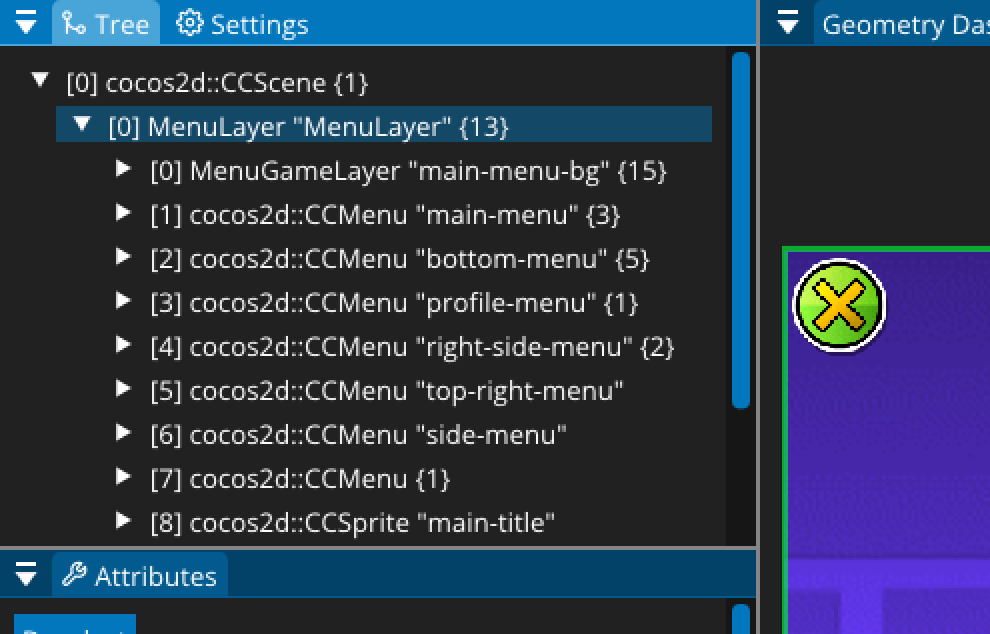 Tree
Settings
Geometry Das
[0] cocos2d::CCScene {1}
[0] MenuLayer "MenuLayer" {13}
[0] MenuGameLayer "main-menu-bg" {15}
[1] cocos2d::CCMenu "main-menu" {3}
[2] cocos2d::CCMenu "bottom-menu" {5}
[3] cocos2d::CCMenu "profile-menu" {1}
[4] cocos2d::CCMenu "right-side-menu" {2}
[5] cocos2d::CCMenu "top-right-menu"
[6] cocos2d::CCMenu "side-menu"
[7] cocos2d::CCMenu {1}
[8] cocos2d::CCSprite "main-title"
Attributes